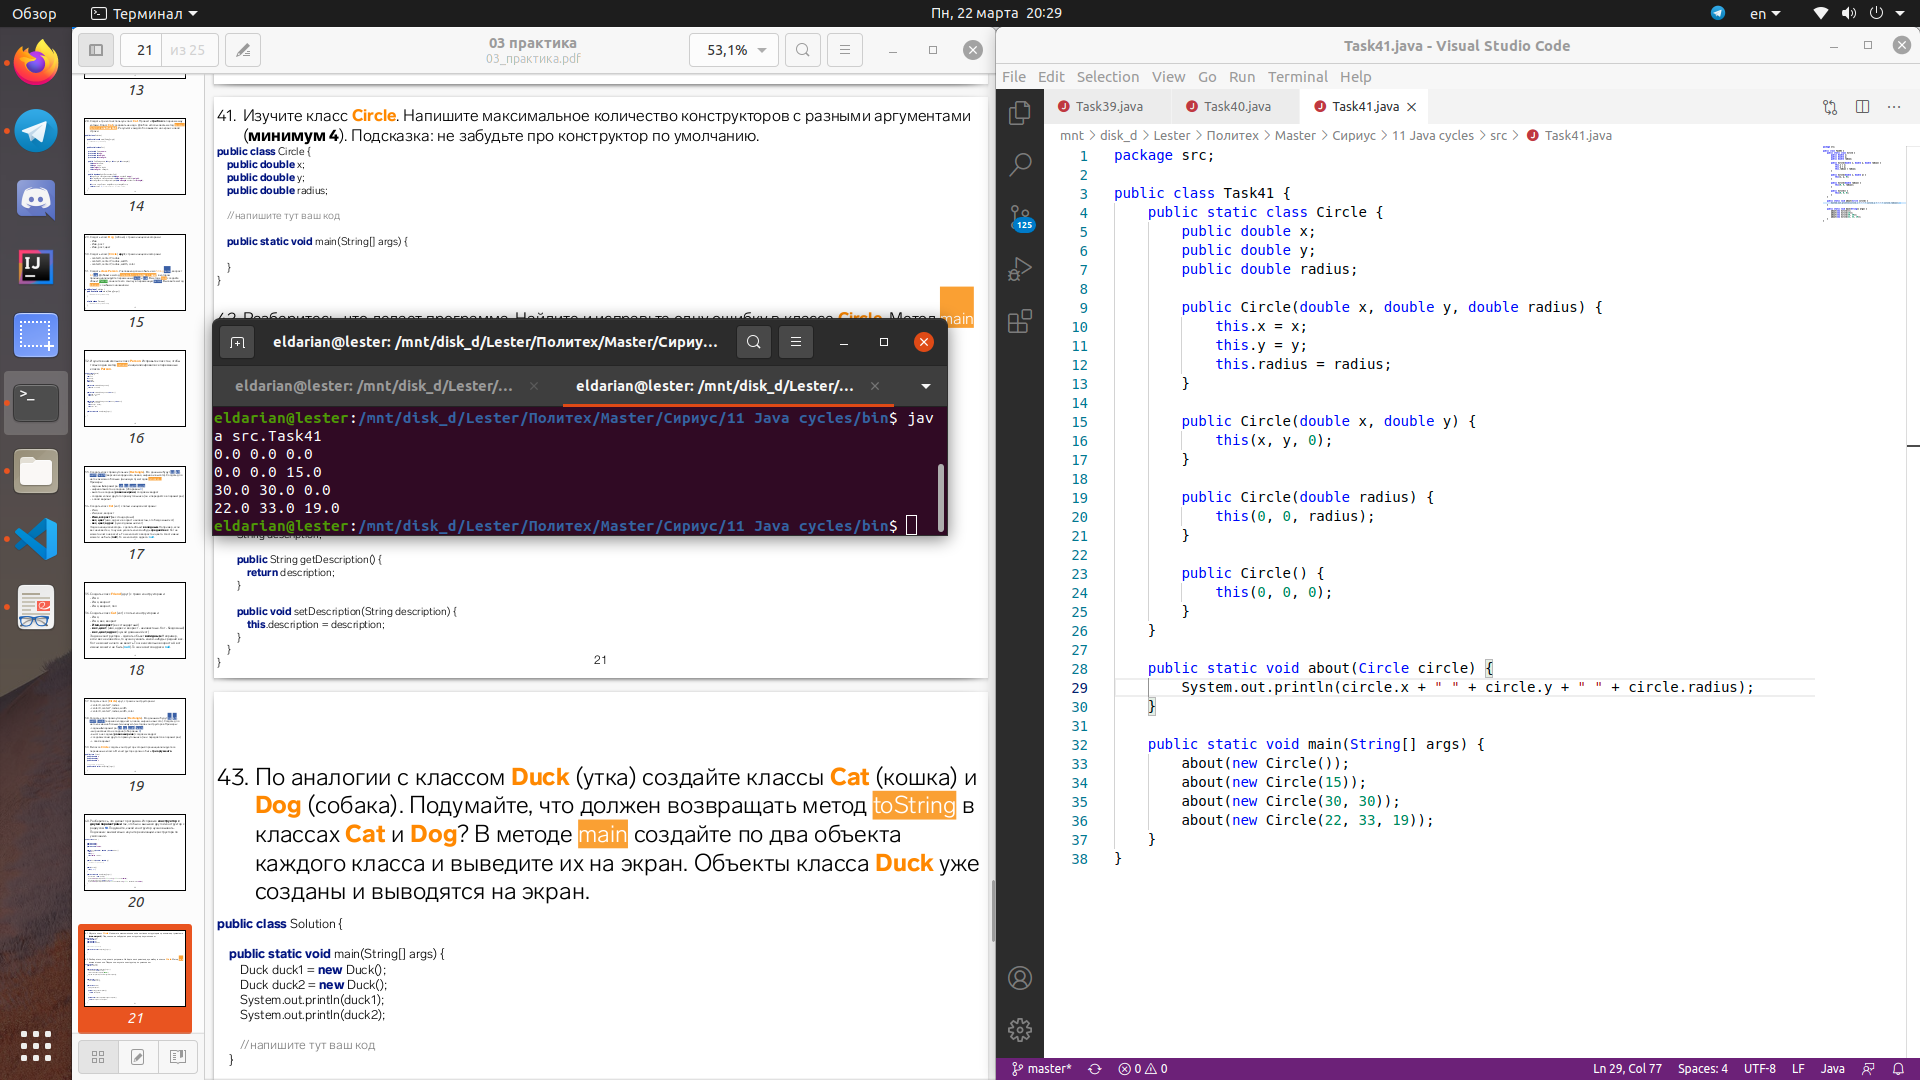 Обзор
Терминал
Пн, 22 марта 20:29
en
21
из 25
03 практика
03_практика.pdf
53,1%
13
14
15
16
17
18
19
20
21
41. Изучите класс Circle. Напишите максимальное количество конструкторов с разными аргументами
(минимум 4). Подсказка: не забудьте про конструктор по умолчанию.
public class Circle {
public double x;
public double y;
public double radius;
//напишите тут ваш код
public static void main(String[] args) {
}
}
main
eldarian@lester: /mnt/disk_d/Lester/Политех/Master/Сириу...
eldarian@lester: /mnt/disk_d/Lester/...
eldarian@lester: /mnt/disk_d/Lester/...
eldarian@lester:/mnt/disk_d/Lester/Политех/Master/Сириус/11 Java cycles/bin$ jav
a src.Task41
0.0 0.0 0.0
0.0 0.0 15.0
30.0 30.0 0.0
22.0 33.0 19.0
eldarian@lester:/mnt/disk_d/Lester/Политех/Master/Сириус/11 Java cycles/bin$
String description;
public String getDescription() {
return description;
}
public void setDescription(String description) {
this.description = description;
}
}
}
21
43. По аналогии с классом Duck (утка) создайте классы Cat (кошка) и
Dog (собака). Подумайте, что должен возвращать метод toString в
классах Cat и Dog? В методе main создайте по два объекта
каждого класса и выведите их на экран. Объекты класса Duck уже
созданы и выводятся на экран.
public class Solution {
public static void main(String[] args) {
Duck duck1 = new Duck();
Duck duck2 = new Duck();
System.out.println(duck1);
System.out.println(duck2);
//напишите тут ваш код
}
Task41.java - Visual Studio Code
File Edit Selection View Go Run Terminal Help
Task39.java
Task40.java
Task41.java
mnt > disk_d > Lester > Политех > Master > Сириус > 11 Java cycles > src > Task41.java
125
1 package src;
2
3 public class Task41 {
4 public static class Circle {
5 public double x;
6 public double y;
7 public double radius;
8
9 public Circle(double x, double y, double radius) {
10 this.x = x;
11 this.y = y;
12 this.radius = radius;
13 }
14
15 public Circle(double x, double y) {
16 this(x, y, 0);
17 }
18
19 public Circle(double radius) {
20 this(0, 0, radius);
21 }
22
23 public Circle() {
24 this(0, 0, 0);
25 }
26 }
27
28 public static void about(Circle circle) {
29 System.out.println(circle.x + " " + circle.y + " " + circle.radius);
30 }
31
32 public static void main(String[] args) {
33 about(new Circle());
34 about(new Circle(15));
35 about(new Circle(30, 30));
36 about(new Circle(22, 33, 19));
37 }
38 }
master*
0 0
Ln 29, Col 77
Spaces: 4
UTF-8
LF
Java